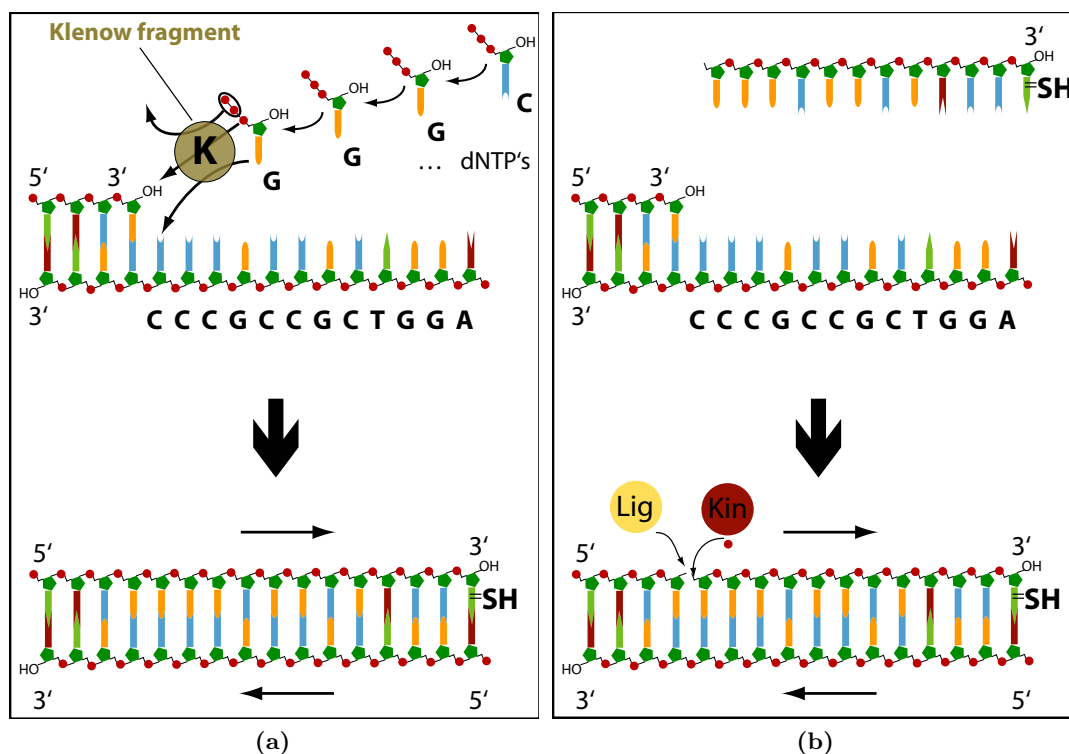 Klenow fragment
OH
OH
OH
OH
C
G
G
G
... dNTP‘s
K
5‘
3‘
OH
HO
3‘
C C C G C C G C T G G A
5‘
3‘
OH
=SH
HO
3‘
5‘
(a)
3‘
OH
=SH
5‘
3‘
OH
HO
3‘
C C C G C C G C T G G A
Lig
Kin
5‘
3‘
OH
=SH
HO
3‘
5‘
(b)